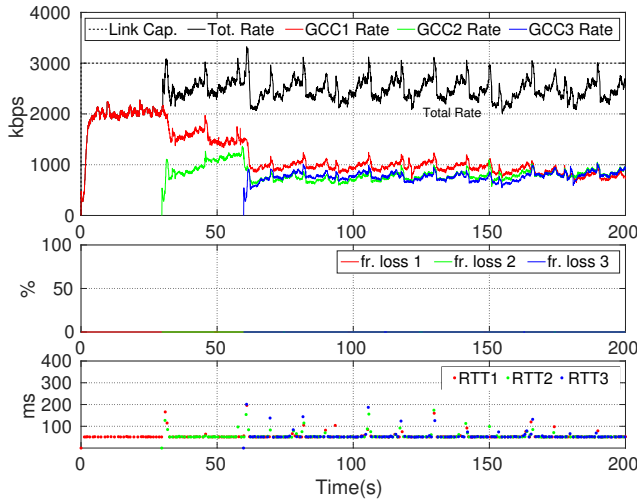 4000
Link Cap. Tot. Rate GCC1 Rate GCC2 Rate GCC3 Rate
3000
kbps
2000
Total Rate
1000
0
0 50 100 150 200
100
fr. loss 1 fr. loss 2 fr. loss 3
%
50
0
0 50 100 150 200
400
RTT1 RTT2 RTT3
300
ms
200
100
0 50 100 150 200
Time(s)